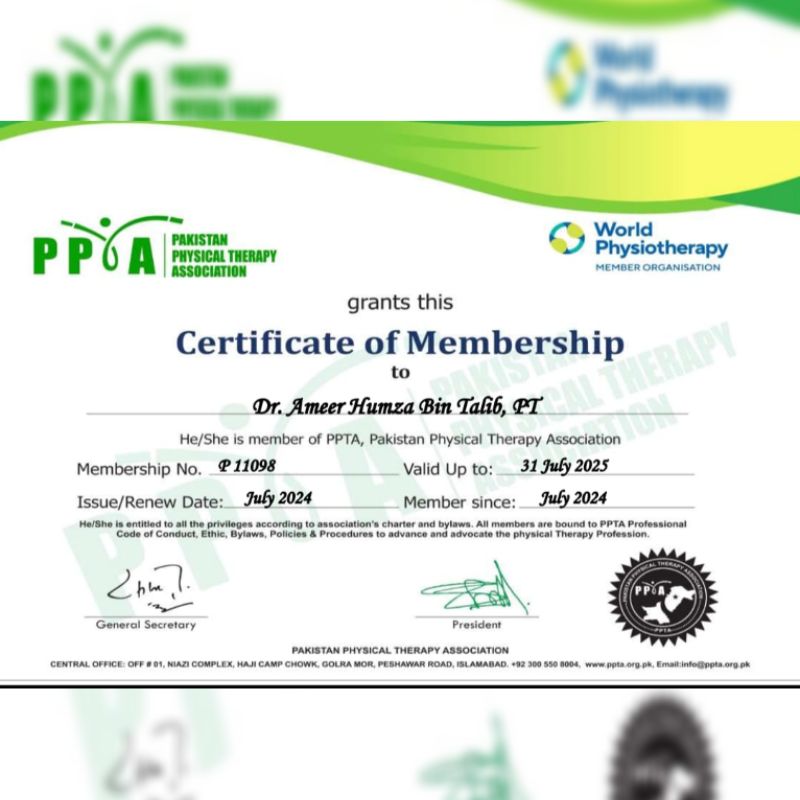 PPTA
PAKISTAN
PHYSICAL THERAPY
ASSOCIATION
World
Physiotherapy
MEMBER ORGANISATION
grants this
Certificate of Membership
to
Dr. Ameer Humza Bin Talib, PT
He/She is member of PPTA, Pakistan Physical Therapy Association
Membership No. P 11098 Valid Up to: 31 July 2025
Issue/Renew Date: July 2024 Member since: July 2024
He/She is entitled to all the privileges according to association's charter and bylaws. All members are bound to PPTA Professional
Code of Conduct, Ethic, Bylaws, Policies & Procedures to advance and advocate the physical Therapy Profession.
General Secretary
President
PAKISTAN PHYSICAL THERAPY ASSOCIATION
PPTA
PPTA
PAKISTAN PHYSICAL THERAPY ASSOCIATION
CENTRAL OFFICE: OFF # 01, NIAZI COMPLEX, HAJI CAMP CHOWK, GOLRA MOR, PESHAWAR ROAD, ISLAMABAD. +92 300 550 8004, www.ppta.org.pk, Email:info@ppta.org.pk